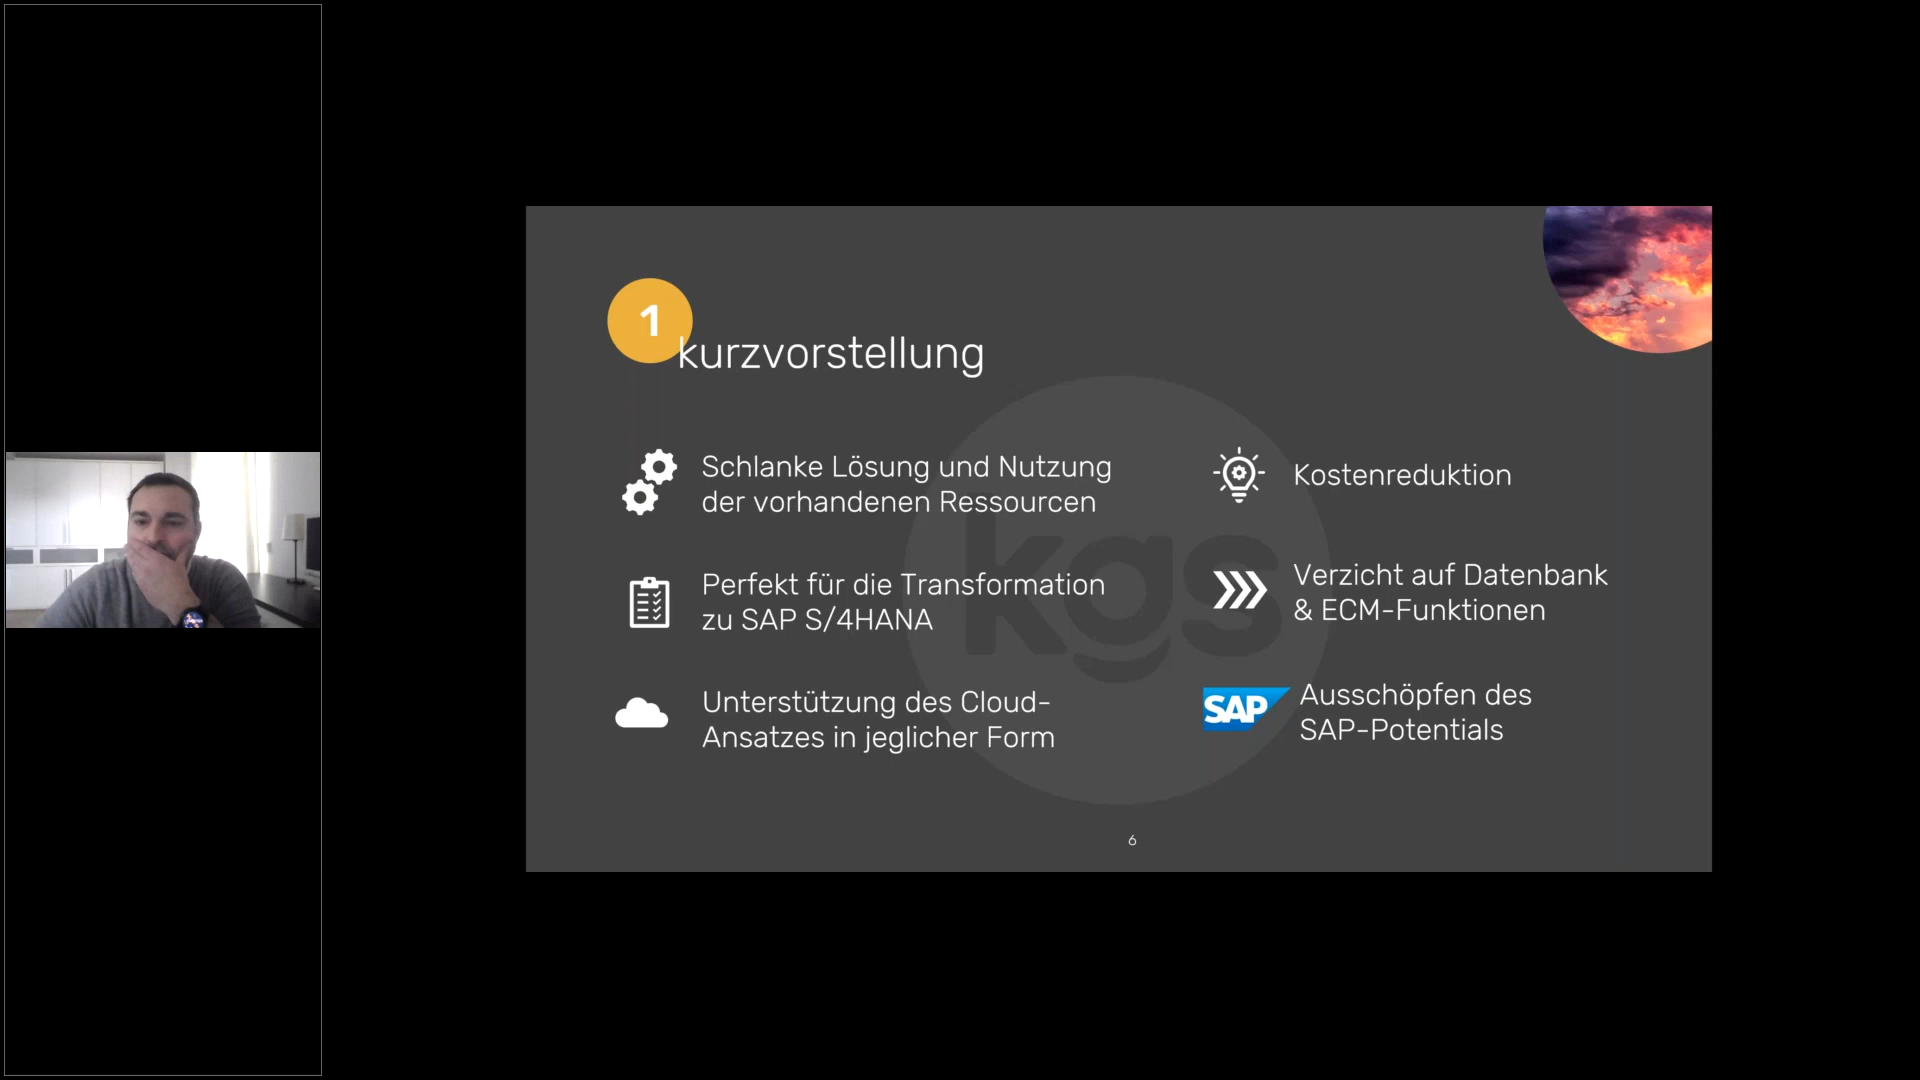 1
kurzvorstellung
Schlanke Lösung und Nutzung
der vorhandenen Ressourcen
Perfekt für die Transformation
zu SAP S/4HANA
Unterstützung des Cloud-
Ansatzes in jeglicher Form
Kostenreduktion
Verzicht auf Datenbank
& ECM-Funktionen
SAP
Ausschöpfen des
SAP-Potentials
kgs
6